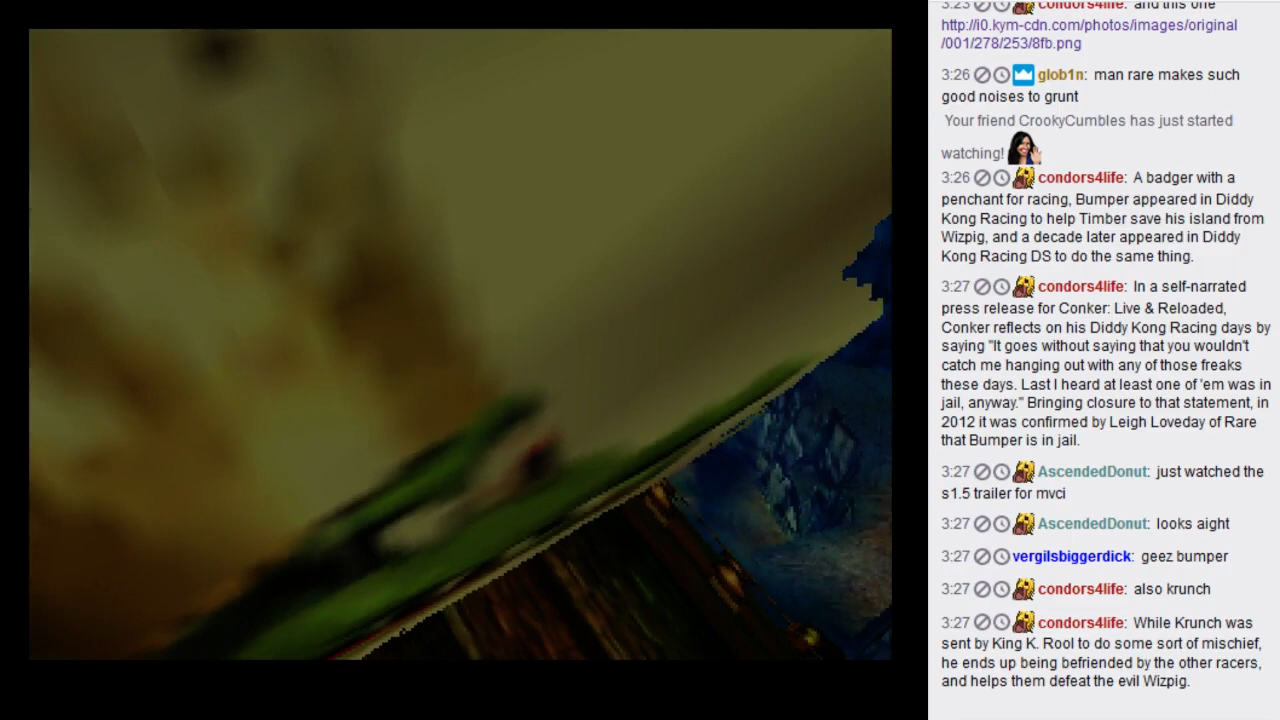 3:23 condors4life: and this one
http://i0.kym-cdn.com/photos/images/original
/001/278/253/8fb.png
3:26 glob1n: man rare makes such
good noises to grunt
Your friend CrookyCumbles has just started
watching!
3:26 condors4life: A badger with a
penchant for racing, Bumper appeared in Diddy
Kong Racing to help Timber save his island from
Wizpig, and a decade later appeared in Diddy
Kong Racing DS to do the same thing.
3:27 condors4life: In a self-narrated
press release for Conker: Live & Reloaded,
Conker reflects on his Diddy Kong Racing days by
saying "It goes without saying that you wouldn't
catch me hanging out with any of those freaks
these days. Last I heard at least one of 'em was in
jail, anyway." Bringing closure to that statement, in
2012 it was confirmed by Leigh Loveday of Rare
that Bumper is in jail.
3:27 AscendedDonut: just watched the
s1.5 trailer for mvci
3:27 AscendedDonut: looks aight
3:27 vergilsbiggerdick: geez bumper
3:27 condors4life: also krunch
3:27 condors4life: While Krunch was
sent by King K. Rool to do some sort of mischief,
he ends up being befriended by the other racers,
and helps them defeat the evil Wizpig.